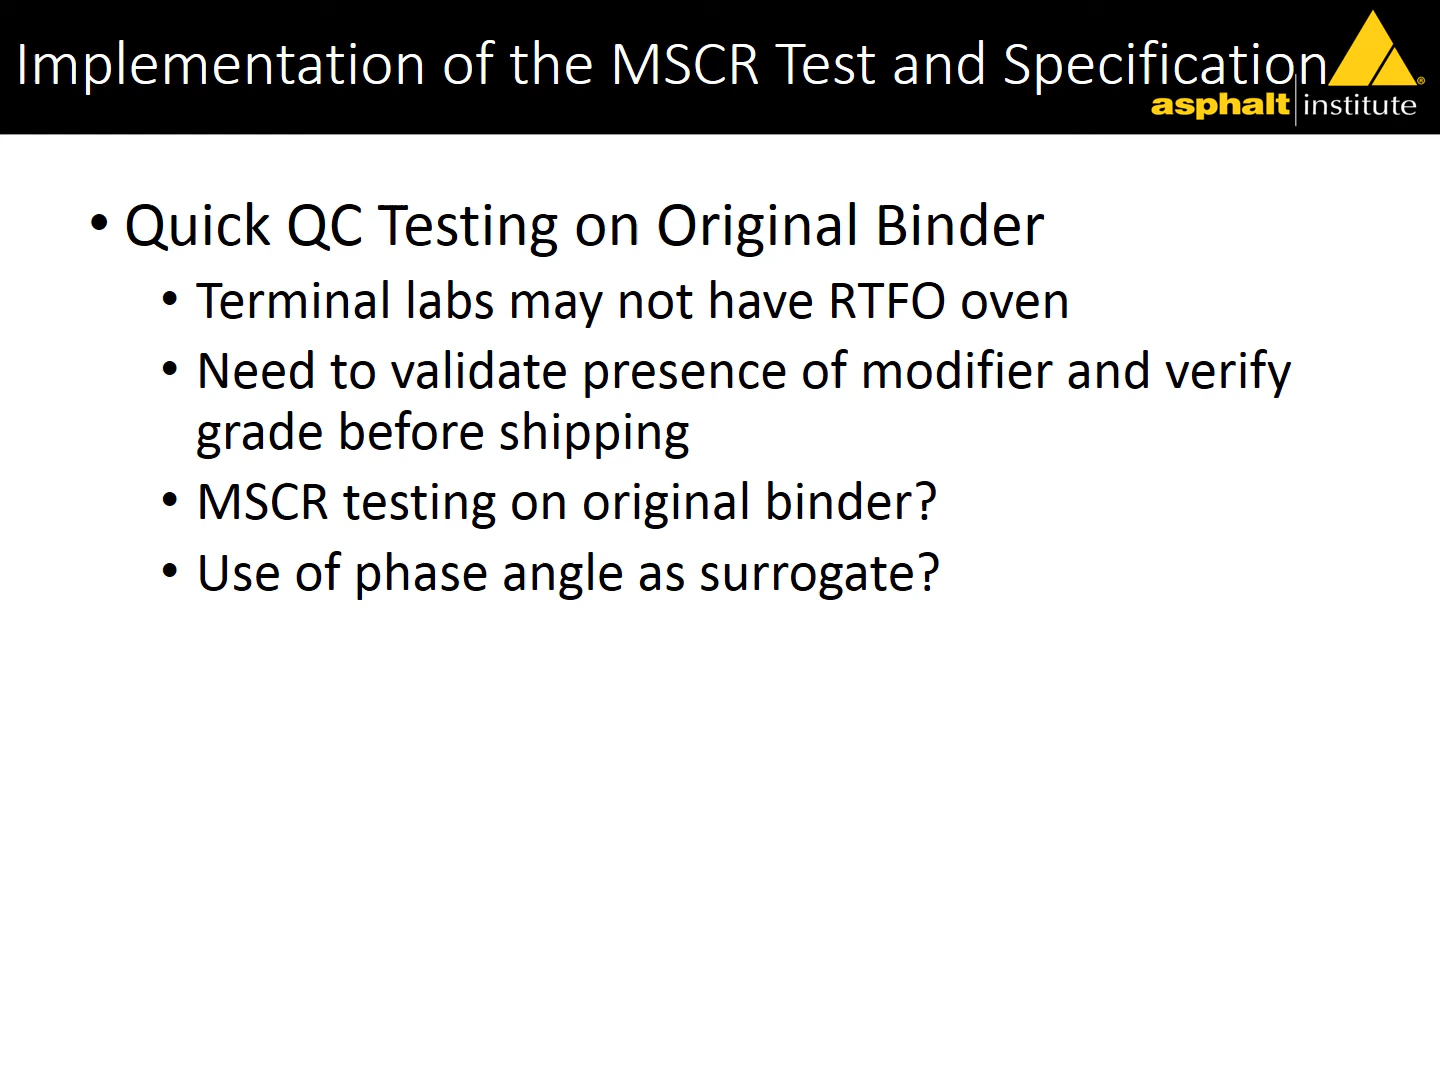 Implementation of the MSCR Test and Specification
asphalt institute ®
• Quick QC Testing on Original Binder
• Terminal labs may not have RTFO oven
• Need to validate presence of modifier and verify
grade before shipping
• MSCR testing on original binder?
• Use of phase angle as surrogate?